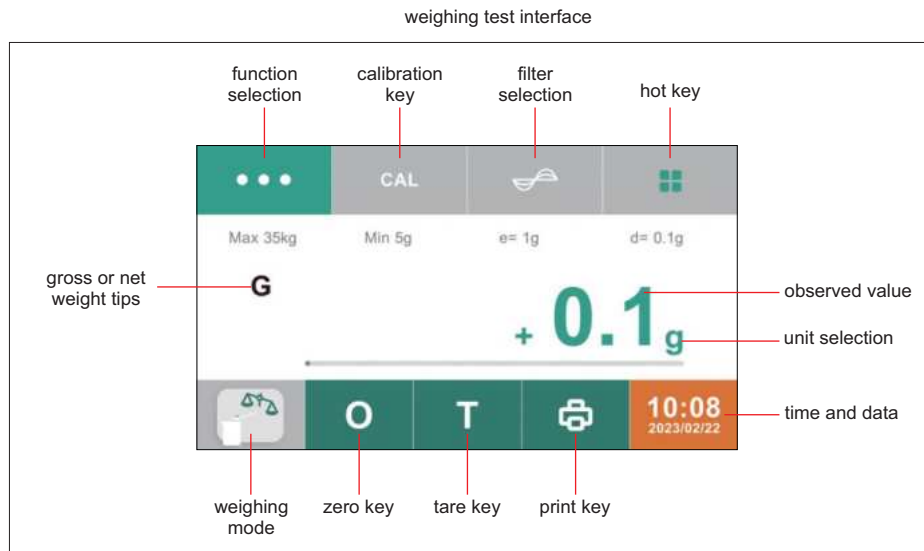 weighing test interface
function
selection
calibration
key
filter
selection
hot key
CAL
Max 35kg
Min 5g
e= 1g
d= 0.1g
gross or net
weight tips
G
+ 0.1g
observed value
unit selection
O
T
10:08
2023/02/22
time and data
weighing
mode
zero key
tare key
print key